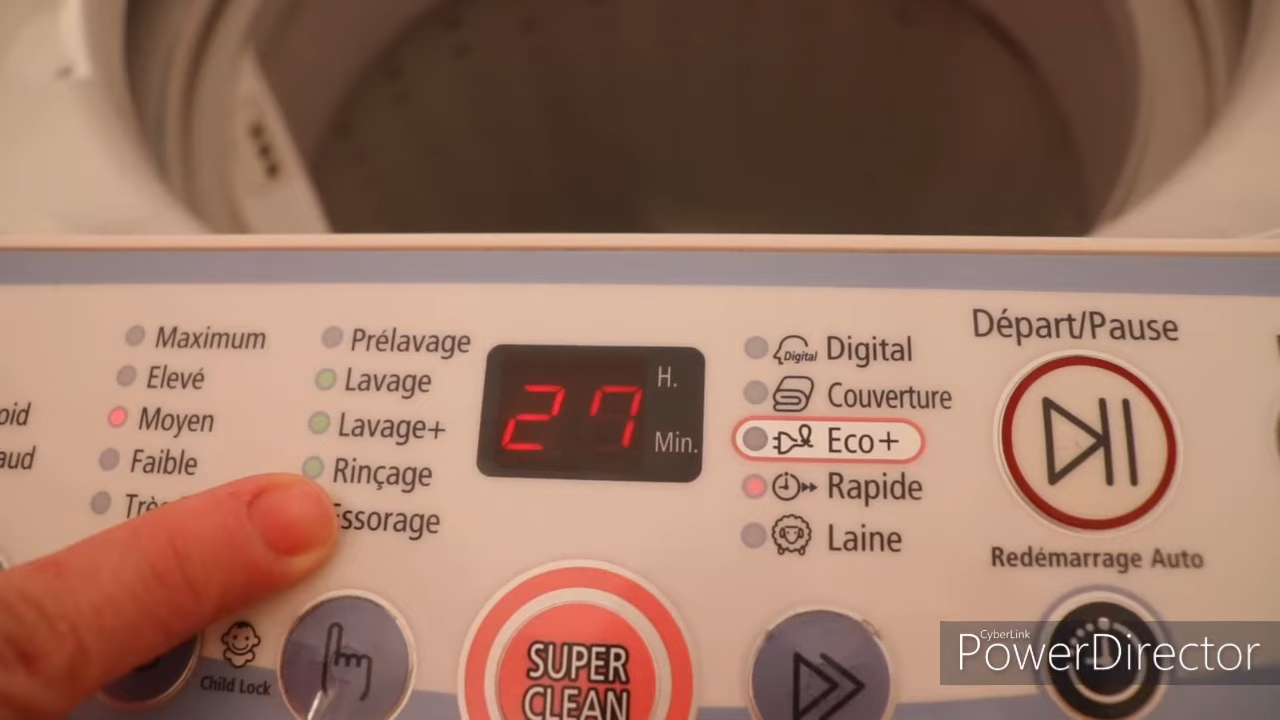 Maximum
Elevé
Moyen
Faible
Prélavage
Lavage
Lavage+
Rinçage
Essorage
27
H.
Min.
Digital
Digital
Couverture
Eco+
Rapide
Laine
Départ/Pause
Redémarrage Auto
Child Lock
SUPER
CLEAN
CyberLink
PowerDirector